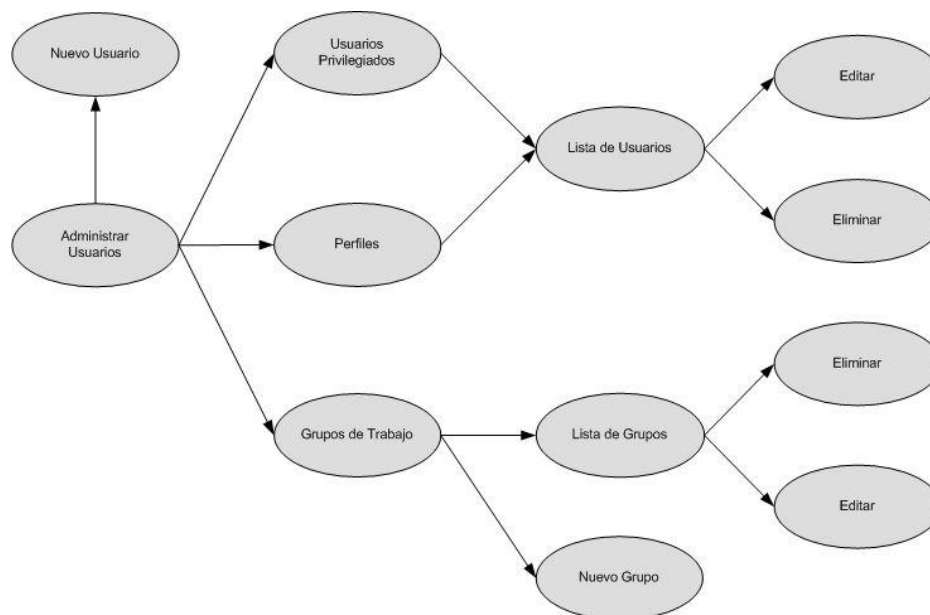 Nuevo Usuario
Usuarios
Privilegiados
Editar
Lista de Usuarios
Administrar
Usuarios
Perfiles
Eliminar
Eliminar
Grupos de Trabajo
Lista de Grupos
Editar
Nuevo Grupo